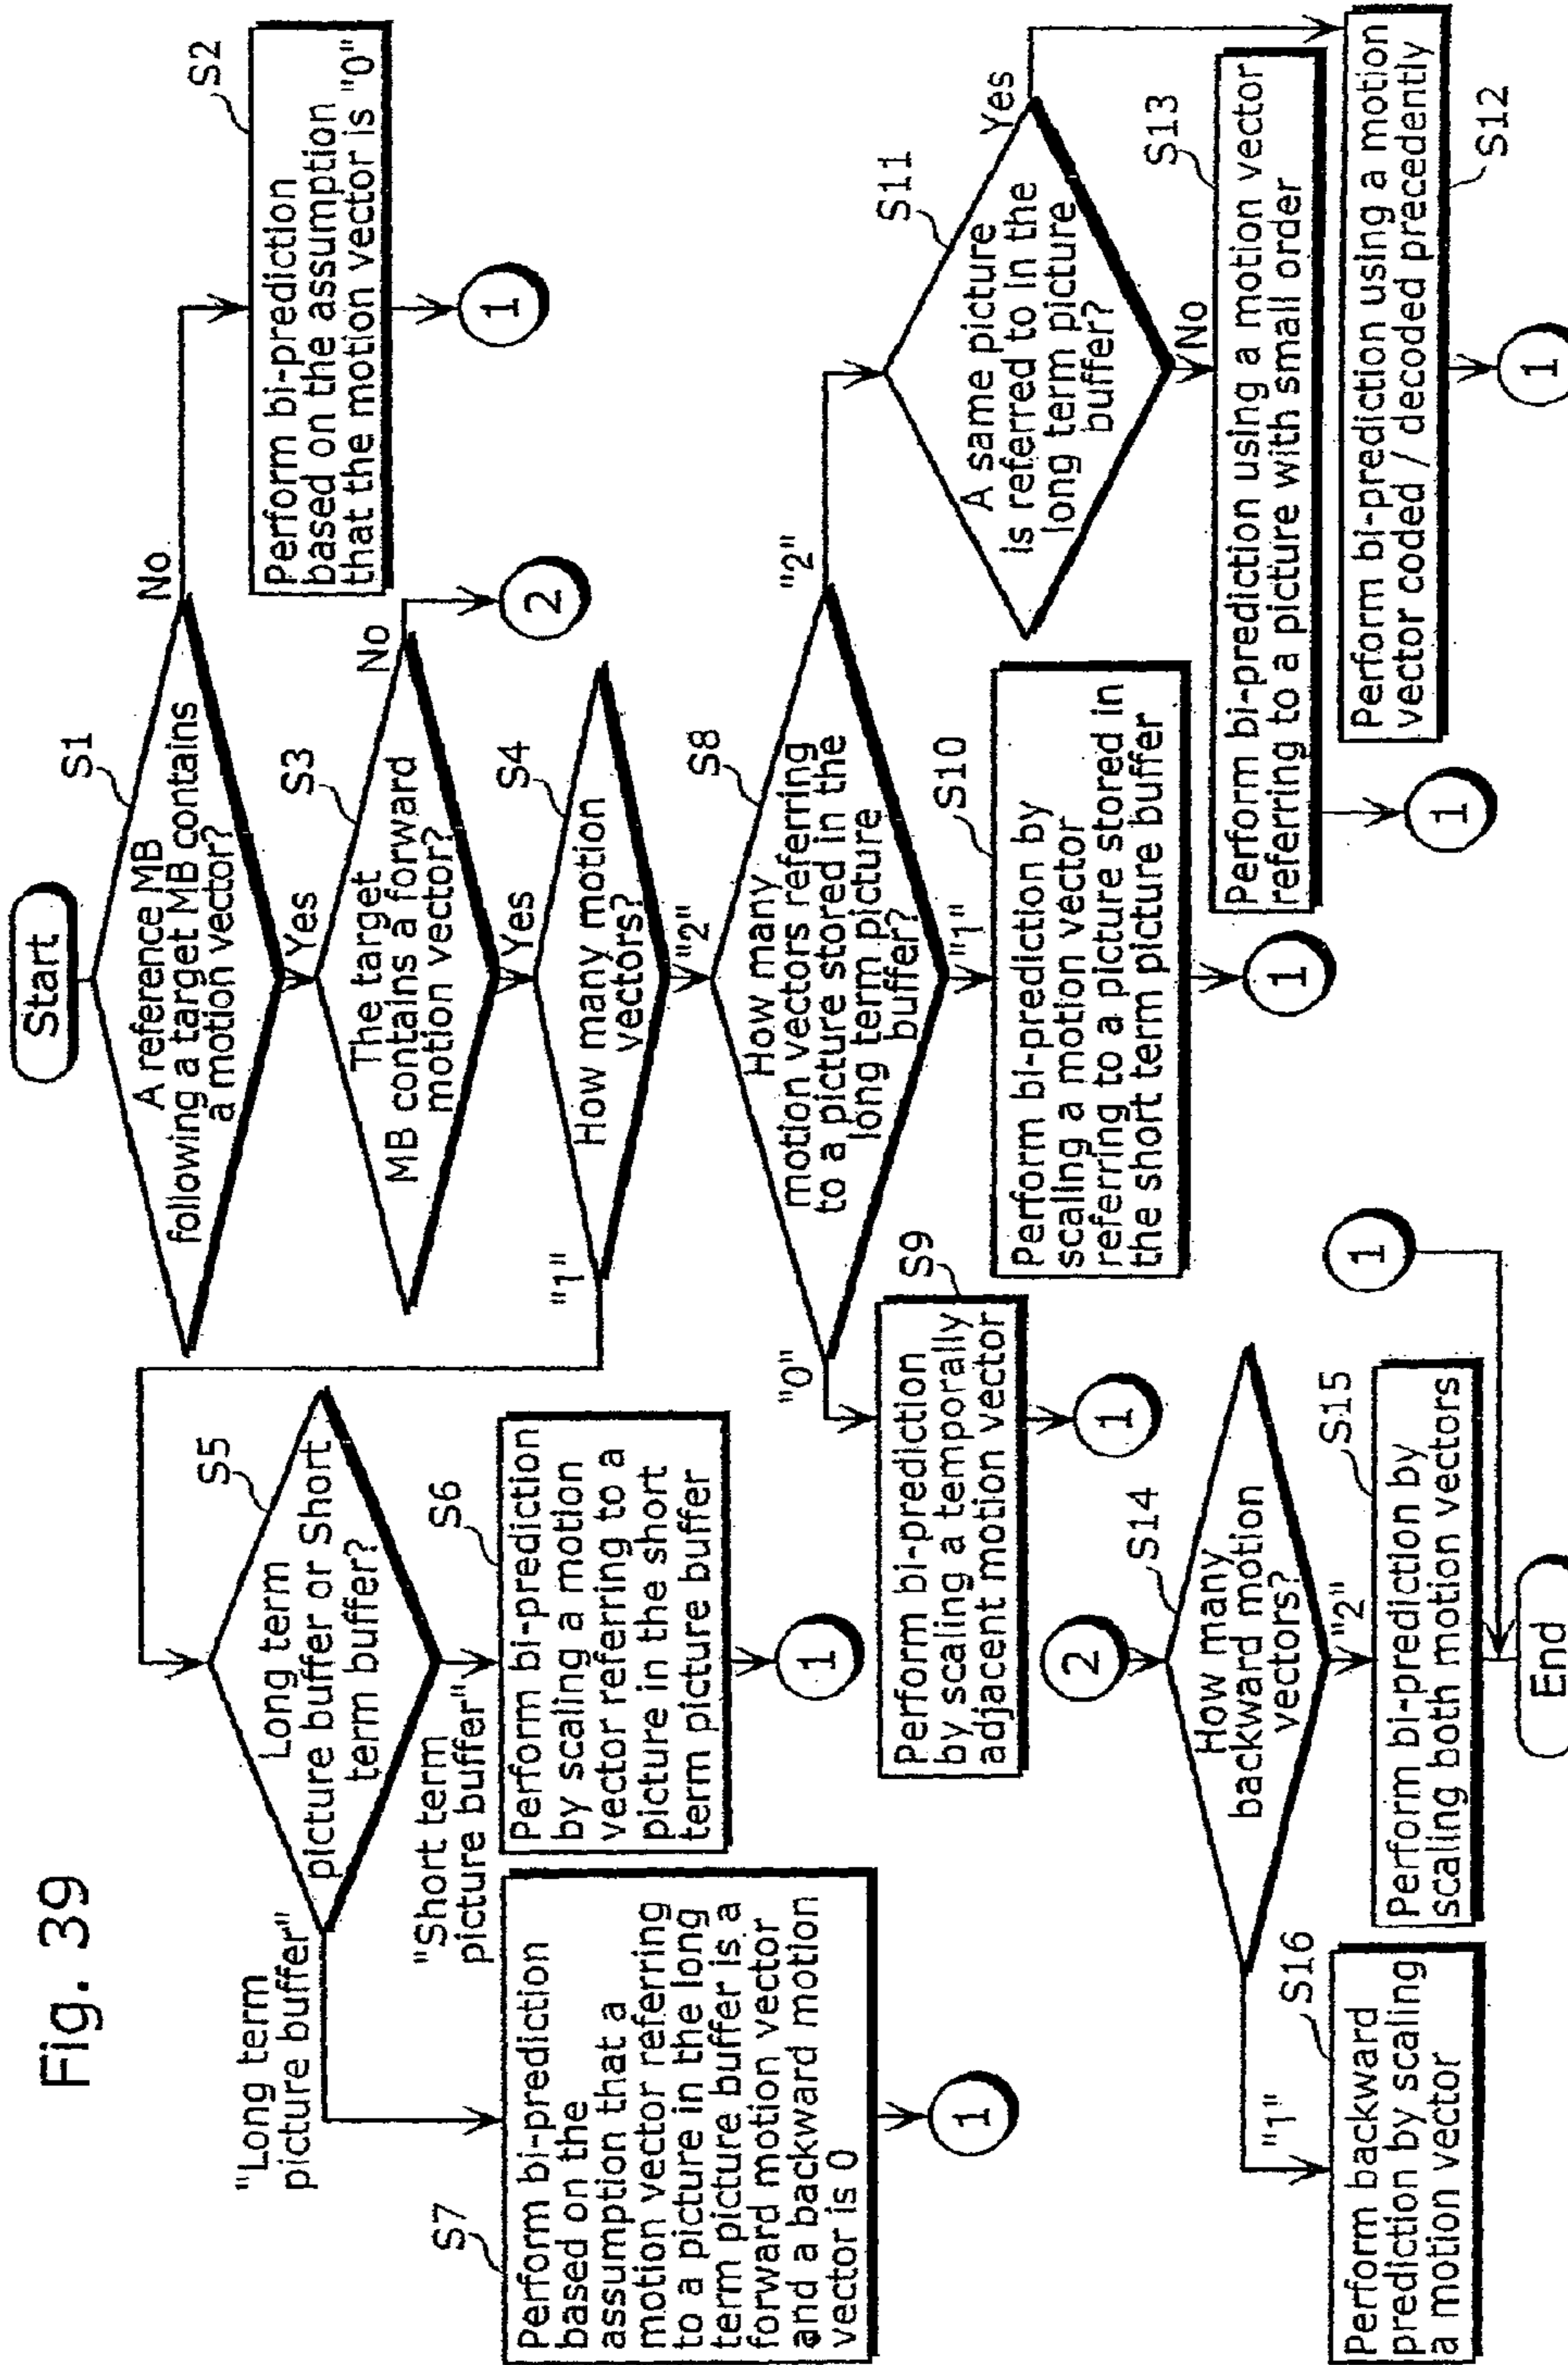 Fig. 39
Start
S1
A reference MB
following a target MB contains
a motion vector?
No
Yes
S2
Perform bi-prediction
based on the assumption
that the motion vector is "0"
1
S3
The target
MB contains a forward
motion vector?
No
2
Yes
S4
How many motion
vectors?
"1"
"2"
S5
Long term
picture buffer or Short
term buffer?
"Long term
picture buffer"
"Short term
picture buffer"
S6
Perform bi-prediction
by scaling a motion
vector referring to a
picture in the short
term picture buffer
1
S7
Perform bi-prediction
based on the
assumption that a
motion vector referring
to a picture in the long
term picture buffer is a
forward motion vector
and a backward motion
vector is 0
1
S8
How many
motion vectors referring
to a picture stored in the
long term picture
buffer?
"0"
"1"
"2"
S9
Perform bi-prediction
by scaling a temporally
adjacent motion vector
1
S10
Perform bi-prediction by
scaling a motion vector
referring to a picture stored in
the short term picture buffer
1
S11
A same picture
is referred to in the
long term picture
buffer?
Yes
No
S13
Perform bi-prediction using a motion vector
referring to a picture with small order
1
Perform bi-prediction using a motion
vector coded / decoded precedently
S12
1
2
S14
How many
backward motion
vectors?
"1"
"2"
S15
Perform bi-prediction by
scaling both motion vectors
S16
Perform backward
prediction by scaling
a motion vector
1
End